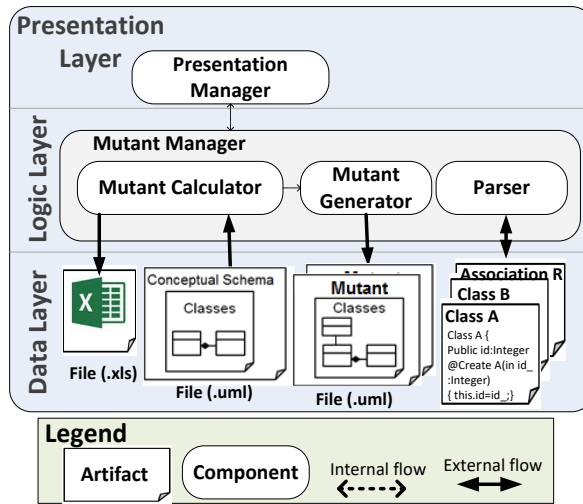 Presentation
Layer
Presentation
Manager
Logic Layer
Mutant Manager
Mutant Calculator
Mutant
Generator
Parser
Data Layer
X
File (.xls)
Conceptual Schema
Classes
File (.uml)
Mutant
Classes
File (.uml)
Association R
Class B
Class A
Class A {
Public id:Integer
@Create A(in id_
:Integer)
{ this.id=id_;}
Legend
Artifact
Component
Internal flow
External flow